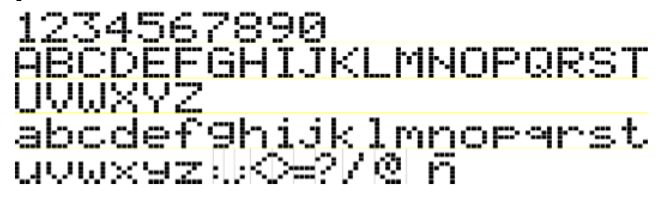 1234567890
ABCDEFGHIJKLMNOPQRST
UVWXYZ
abcdefghijklmnopqrst
uvwxyz:.;<>=?/@ ñ